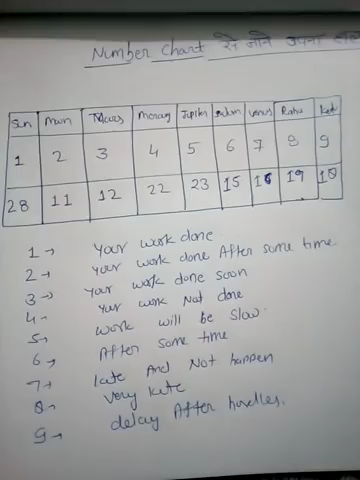 Number chart से जाने अपना
Sun Mun Mars Mercury Jupiter Saturn Venus Rahu Ketu
1 2 3 4 5 6 7 8 9
28 11 12 22 23 15 16 19 18
1 → Your work done
2 → Your work done After some time
3 → Your work done soon
4 → Your work Not done
5 → work will be slow.
6 → After some time
7 → late And Not happen
8 → very late
9 → delay After hurdles.